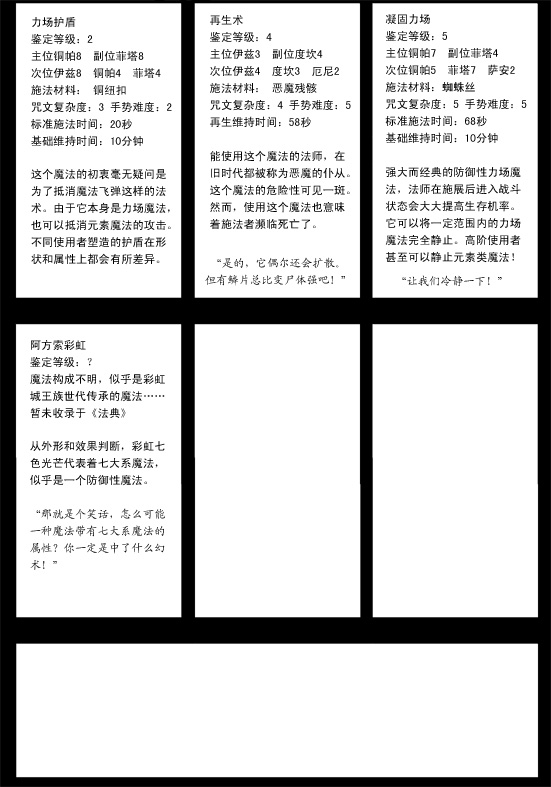 力场护盾
鉴定等级：2
主位铜帕8　副位菲塔8
次位伊兹8　铜帕4　菲塔4
施法材料：　铜纽扣
咒文复杂度：3 手势难度：2
标准施法时间：20秒
基础维持时间：10分钟
这个魔法的初衷毫无疑问是
为了抵消魔法飞弹这样的法
术。由于它本身是力场魔法，
也可以抵消元素魔法的攻击。
不同使用者塑造的护盾在形
状和属性上都会有所差异。
再生术
鉴定等级：4
主位伊兹3　副位度坎4
次位伊兹4　度坎3　厄尼2
施法材料：　恶魔残骸
咒文复杂度：4 手势难度：5
再生维持时间：58秒
能使用这个魔法的法师，在
旧时代都被称为恶魔的仆从。
这个魔法的危险性可见一斑。
然而，使用这个魔法也意味
着施法者濒临死亡了。
“是的，它偶尔还会扩散。
但有鳞片总比变尸体强吧！”
凝固力场
鉴定等级：5
主位铜帕7　副位菲塔4
次位铜帕5　菲塔7　萨安2
施法材料：蜘蛛丝
咒文复杂度：5 手势难度：5
标准施法时间：68秒
基础维持时间：10分钟
强大而经典的防御性力场魔
法，法师在施展后进入战斗
状态会大大提高生存机率。
它可以将一定范围内的力场
魔法完全静止。高阶使用者
甚至可以静止元素类魔法！
“让我们冷静一下！”
阿方索彩虹
鉴定等级：？
魔法构成不明，似乎是彩虹
城王族世代传承的魔法……
暂未收录于《法典》
从外形和效果判断，彩虹七
色光芒代表着七大系魔法，
似乎是一个防御性魔法。
“那就是个笑话，怎么可能
一种魔法带有七大系魔法的
属性？你一定是中了什么幻
术！”